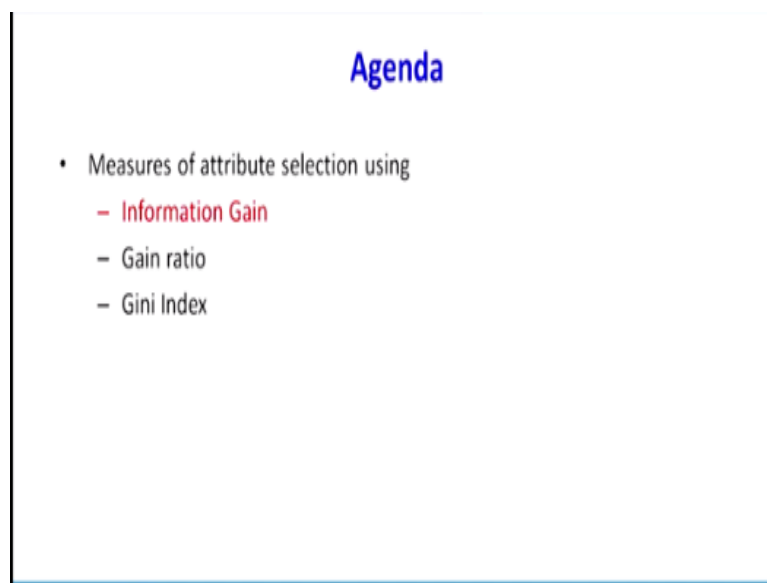 Agenda
• Measures of attribute selection using
– Information Gain
– Gain ratio
– Gini Index